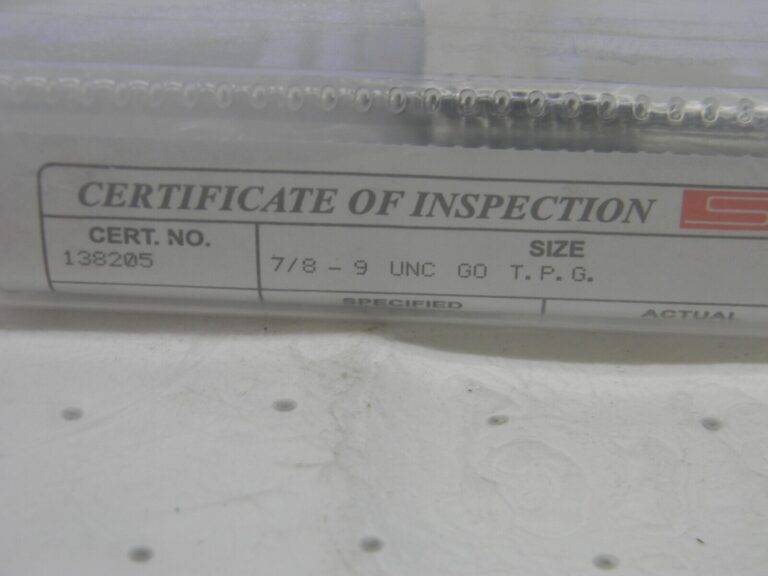 CERTIFICATE OF INSPECTION S
CERT. NO.
138205
SIZE
7/8 - 9 UNC GO T.P.G.
SPECIFIED
ACTUAL